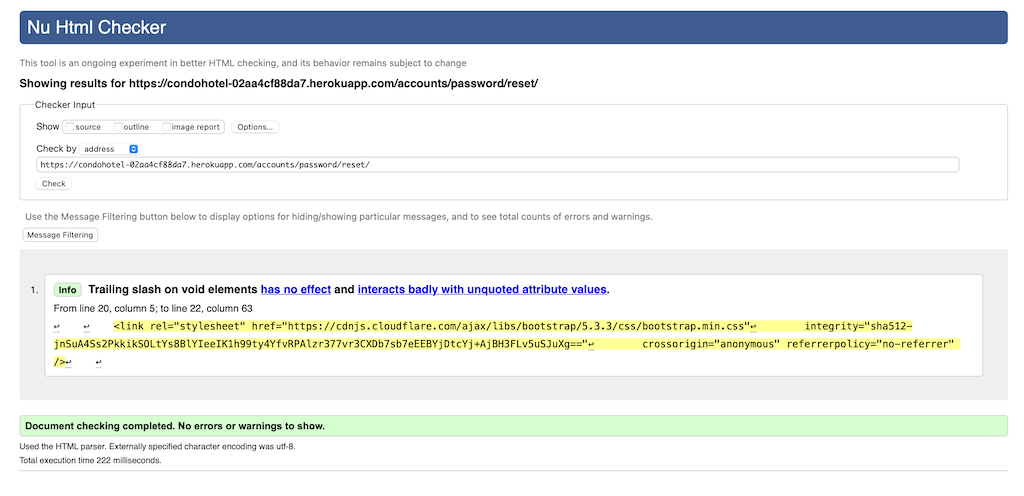 Nu Html Checker
This tool is an ongoing experiment in better HTML checking, and its behavior remains subject to change
Showing results for https://condohotel-02aa4cf88da7.herokuapp.com/accounts/password/reset/
Checker Input
Show source outline image report Options...
Check by address
https://condohotel-02aa4cf88da7.herokuapp.com/accounts/password/reset/
Check
Use the Message Filtering button below to display options for hiding/showing particular messages, and to see total counts of errors and warnings.
Message Filtering
1. Info Trailing slash on void elements has no effect and interacts badly with unquoted attribute values.
From line 20, column 5; to line 22, column 63
↩ ↩ <link rel="stylesheet" href="https://cdnjs.cloudflare.com/ajax/libs/bootstrap/5.3.3/css/bootstrap.min.css"↩ integrity="sha512-
jnSuA4Ss2PkkikSOLtYs8BlYIeeIK1h99ty4YfvRPAlzr377vr3CXDb7sb7eEEBYjDtcYj+AjBH3FLv5uSJuXg=="↩ crossorigin="anonymous" referrerpolicy="no-referrer"
/>↩ ↩
Document checking completed. No errors or warnings to show.
Used the HTML parser. Externally specified character encoding was utf-8.
Total execution time 222 milliseconds.